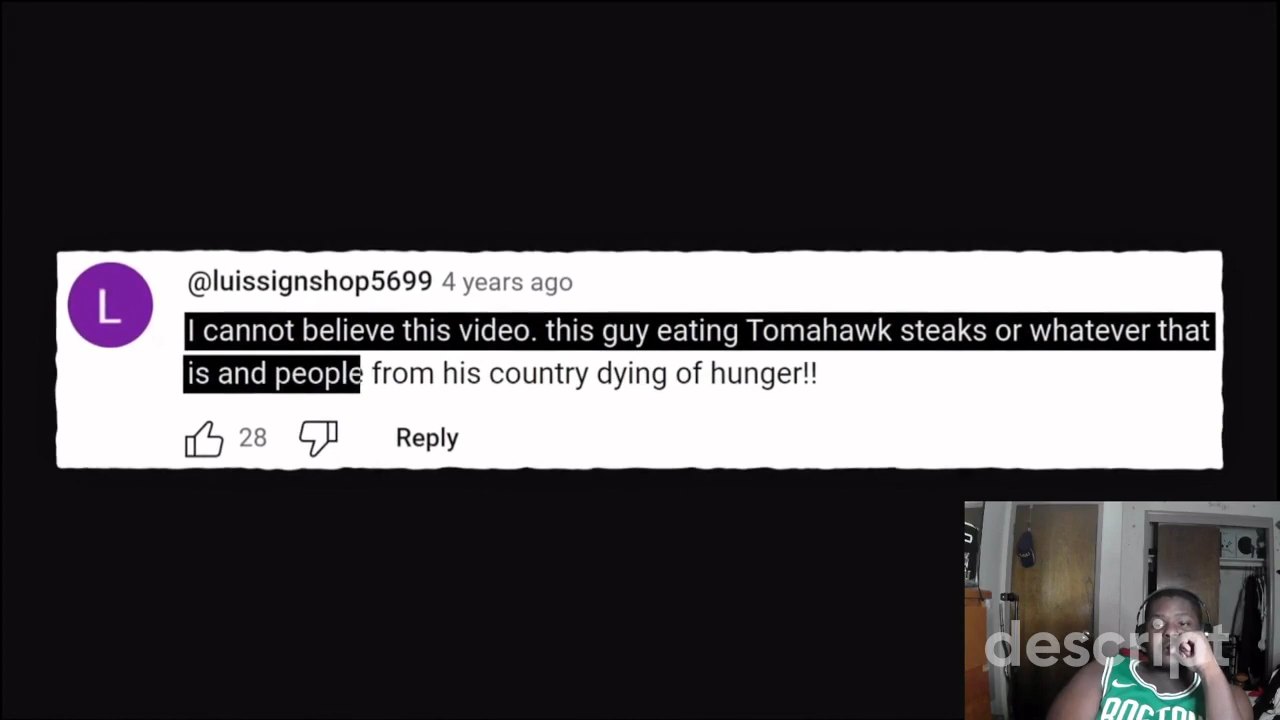 L
@luissignshop5699 4 years ago
I cannot believe this video. this guy eating Tomahawk steaks or whatever that
is and people from his country dying of hunger!!
28
Reply
descript
BOSTON